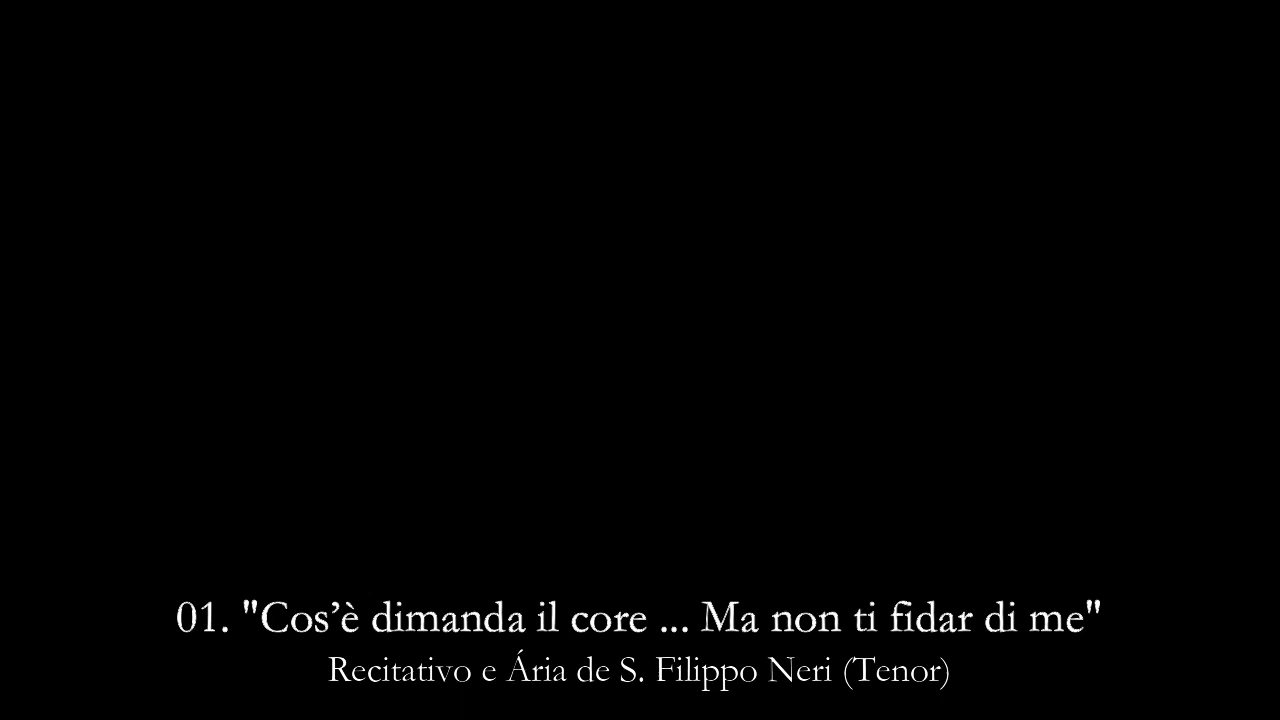 01. "Cos’è dimanda il core ... Ma non ti fidar di me"
Recitativo e Ária de S. Filippo Neri (Tenor)